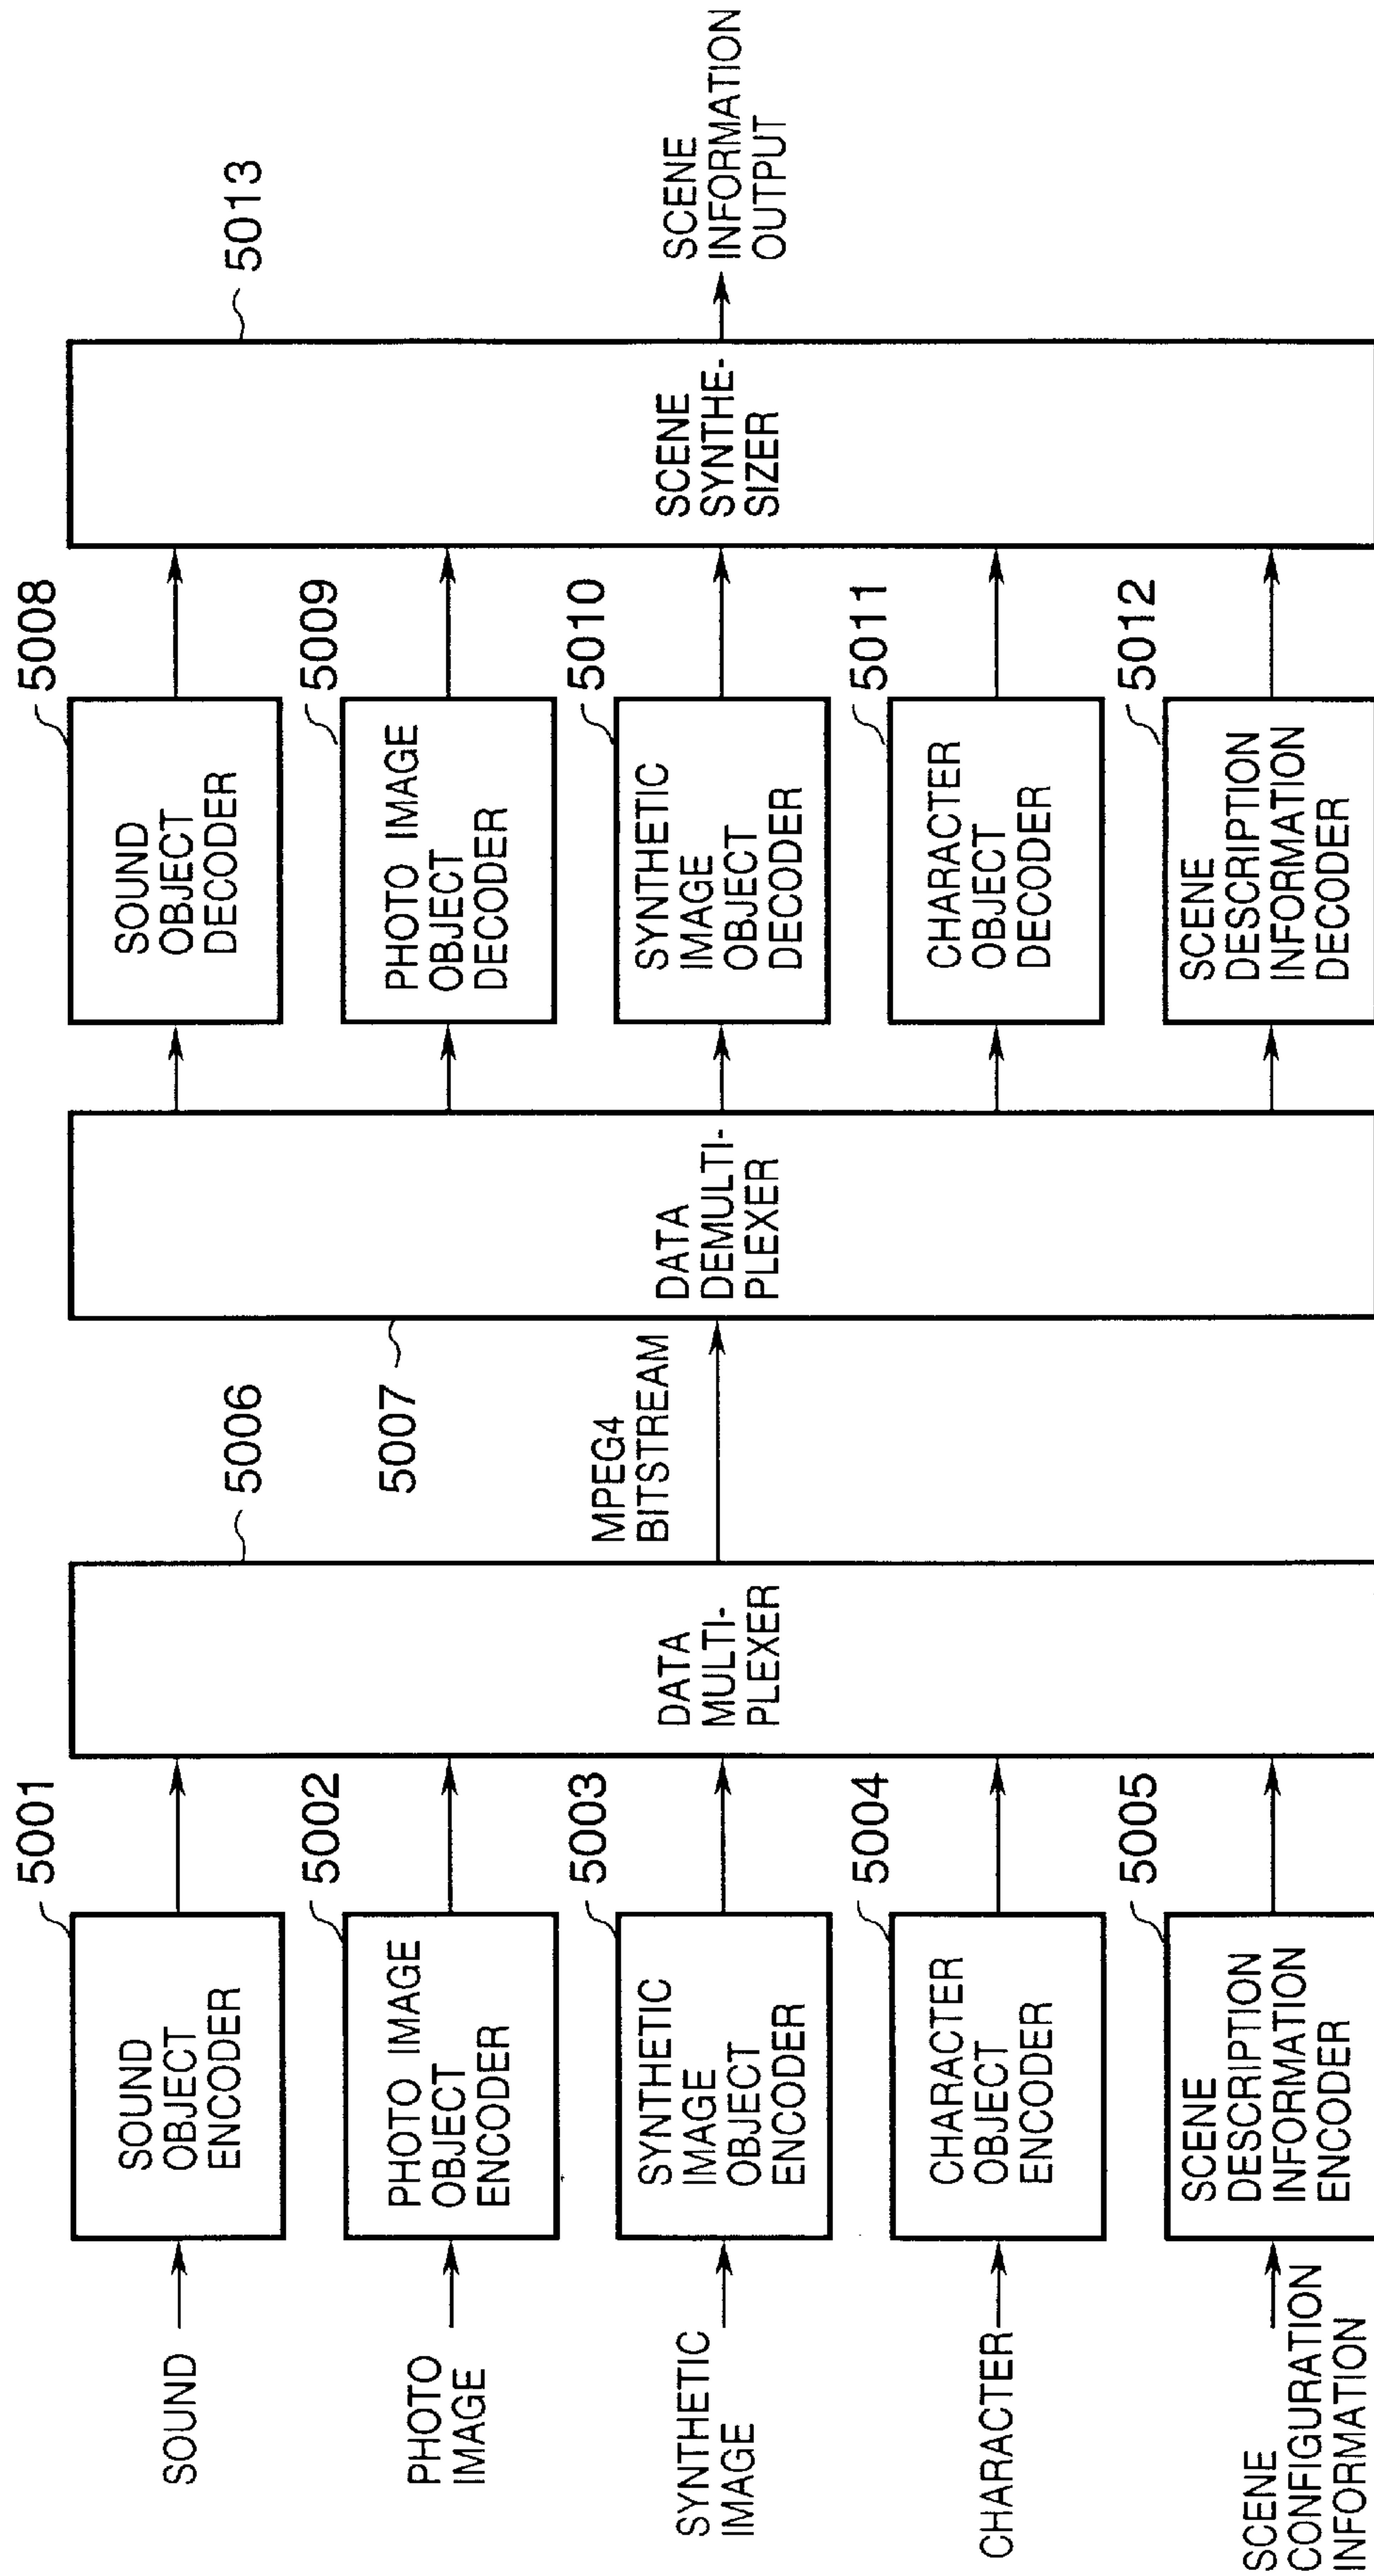 SOUND
PHOTO
IMAGE
SYNTHETIC
IMAGE
CHARACTER
SCENE
CONFIGURATION
INFORMATION
5001
SOUND
OBJECT
ENCODER
5002
PHOTO IMAGE
OBJECT
ENCODER
5003
SYNTHETIC
IMAGE
OBJECT
ENCODER
5004
CHARACTER
OBJECT
ENCODER
5005
SCENE
DESCRIPTION
INFORMATION
ENCODER
5006
DATA
MULTI-
PLEXER
MPEG4
BITSTREAM
5007
DATA
DEMULTI-
PLEXER
5008
SOUND
OBJECT
DECODER
5009
PHOTO IMAGE
OBJECT
DECODER
5010
SYNTHETIC
IMAGE
OBJECT
DECODER
5011
CHARACTER
OBJECT
DECODER
5012
SCENE
DESCRIPTION
INFORMATION
DECODER
5013
SCENE
SYNTHE-
SIZER
SCENE
INFORMATION
OUTPUT